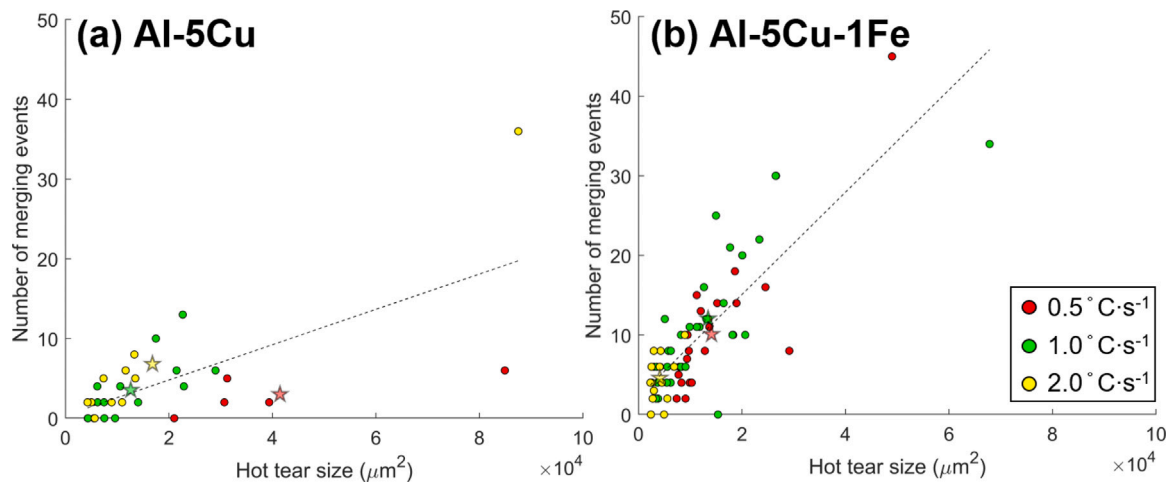 (a) Al-5Cu
50
40
30
20
10
0
Number of merging events
0
2
4
6
8
10
Hot tear size (μm²)
×10⁴
(b) Al-5Cu-1Fe
50
40
30
20
10
0
Number of merging events
0
2
4
6
8
10
Hot tear size (μm²)
×10⁴
0.5°C·s⁻¹
1.0°C·s⁻¹
2.0°C·s⁻¹